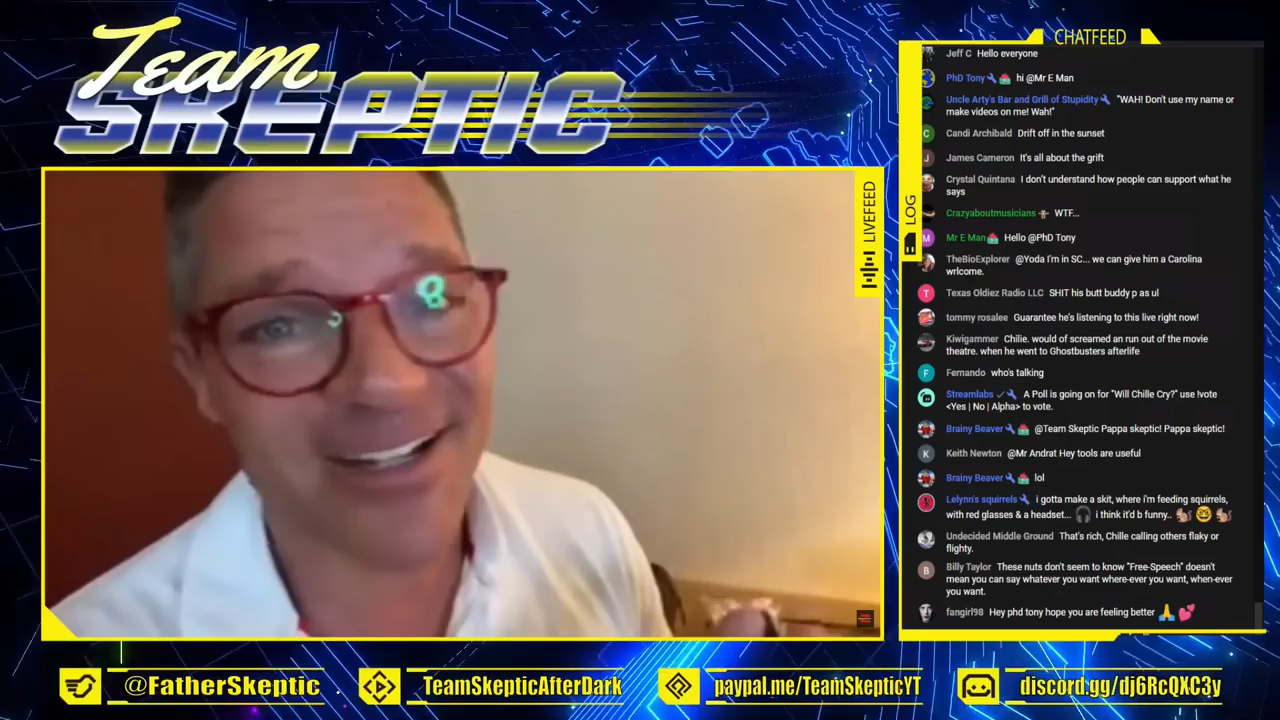 Team
SKEPTIC
LIVEFEED
CHATFEED
LOG
Jeff C Hello everyone
PhD Tony hi @Mr E Man
Uncle Arty's Bar and Grill of Stupidity "WAH! Don't use my name or
make videos on me! Wah!"
Candi Archibald Drift off in the sunset
James Cameron It's all about the grift
Crystal Quintana I don't understand how people can support what he
says
Crazyaboutmusicians WTF...
Mr E Man Hello @PhD Tony
TheBioExplorer @Yoda I'm in SC... we can give him a Carolina
wrlcome.
Texas Oldiez Radio LLC SHIT his butt buddy p as ul
tommy rosalee Guarantee he's listening to this live right now!
Kiwigammer Chilie. would of screamed an run out of the movie
theatre. when he went to Ghostbusters afterlife
Fernando who's talking
Streamlabs A Poll is going on for "Will Chille Cry?" use !vote
<Yes | No | Alpha> to vote.
Brainy Beaver @Team Skeptic Pappa skeptic! Pappa skeptic!
Keith Newton @Mr Andrat Hey tools are useful
Brainy Beaver lol
Lelynn's squirrels i gotta make a skit, where i'm feeding squirrels,
with red glasses & a headset... 🎧 i think it'd b funny.. 🐿️ 🤓 🐿️
Undecided Middle Ground That's rich, Chille calling others flaky or
flighty.
Billy Taylor These nuts don't seem to know "Free-Speech" doesn't
mean you can say whatever you want where-ever you want, when-ever
you want.
fangirl98 Hey phd tony hope you are feeling better 🙏 💕
@FatherSkeptic
TeamSkepticAfterDark
paypal.me/TeamSkepticYT
discord.gg/dj6RcQXC3y